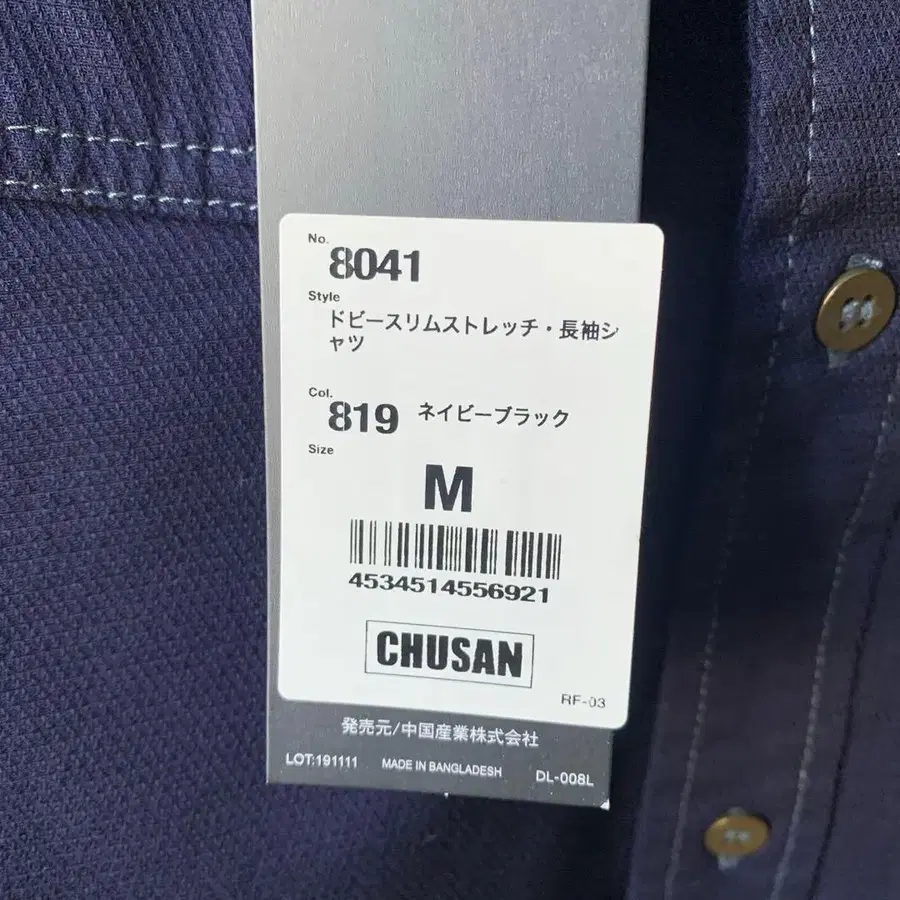 No.
8041
Style
ドビースリムストレッチ・長袖シ
ャツ
Col.
819 ネイビーブラック
Size
M
4534514556921
CHUSAN
RF-03
発売元/中国産業株式会社
LOT:191111 MADE IN BANGLADESH DL-008L